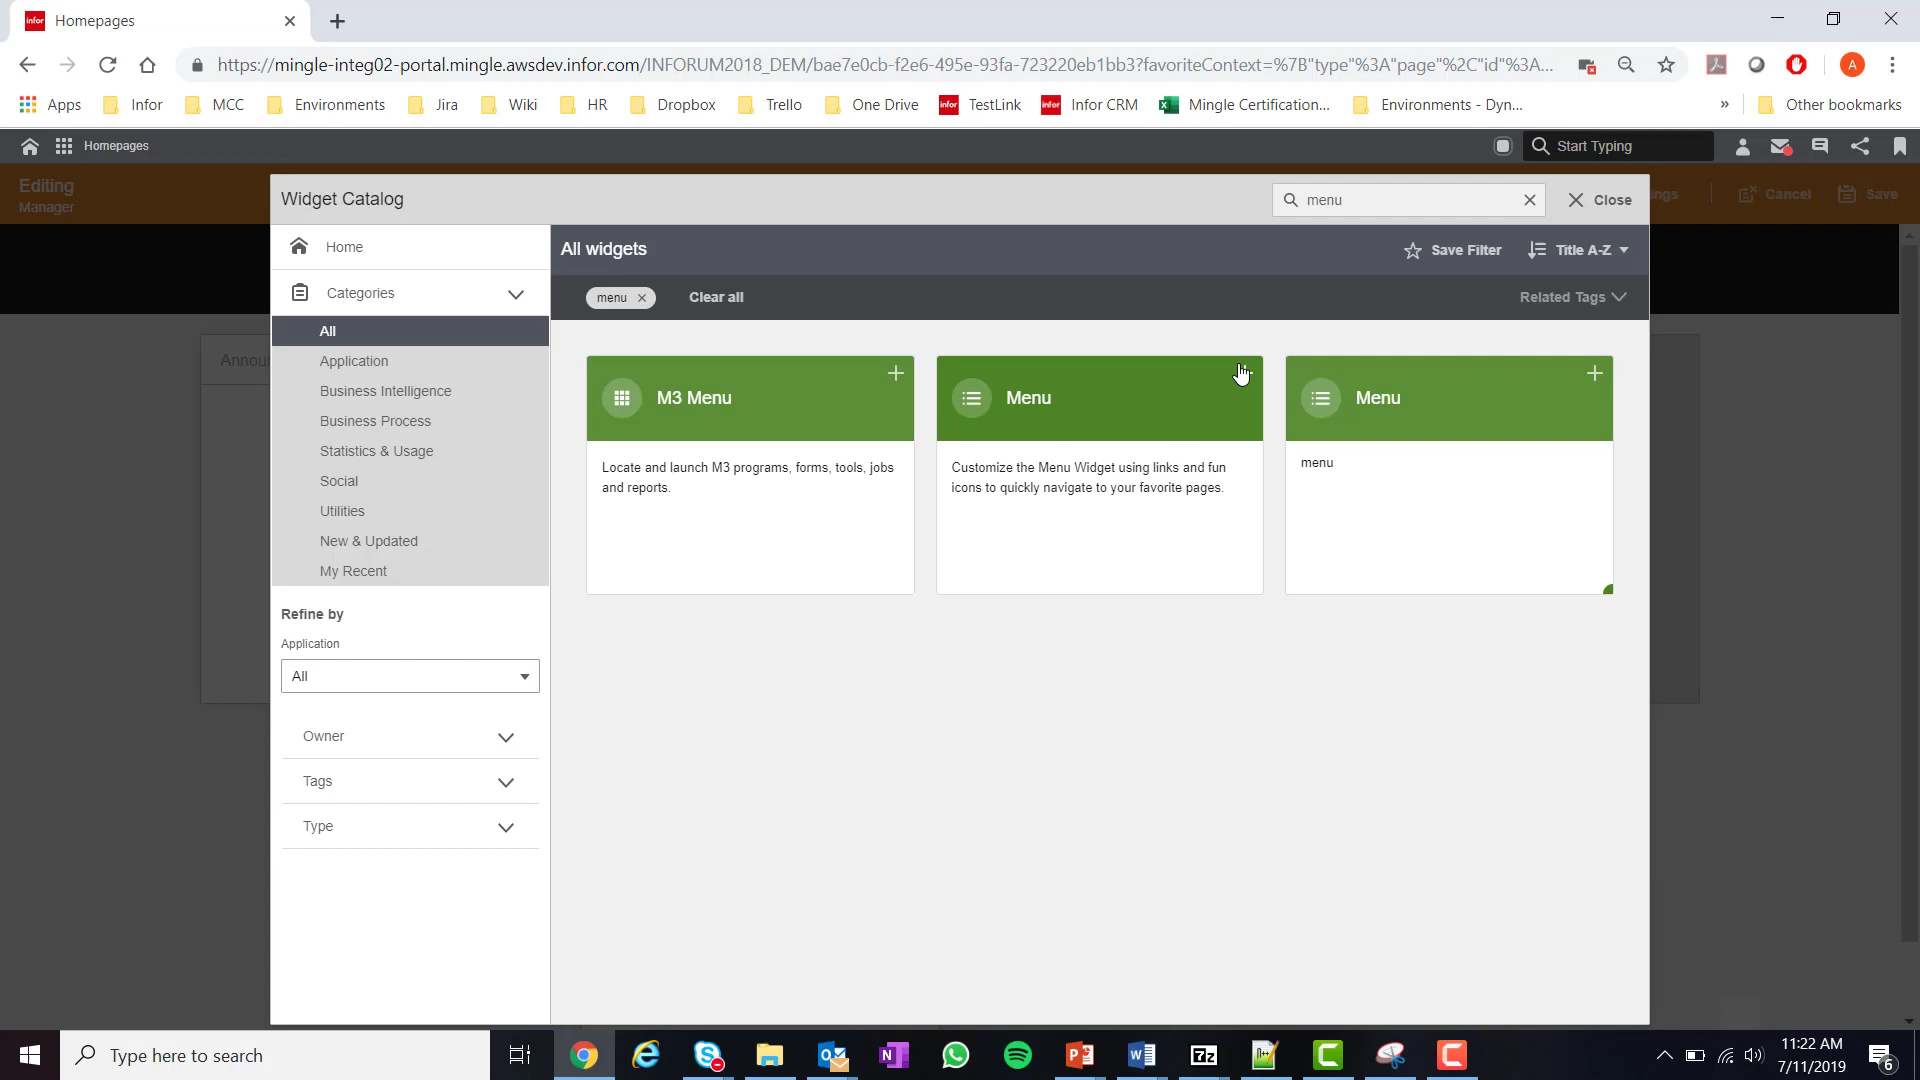 infor Homepages
https://mingle-integ02-portal.mingle.awsdev.infor.com/INFORUM2018_DEM/bae7e0cb-f2e6-495e-93fa-723220eb1bb3?favoriteContext=%7B"type"%3A"page"%2C"id"%3A... A
Apps Infor MCC Environments Jira Wiki HR Dropbox Trello One Drive infor TestLink infor Infor CRM Mingle Certification... Environments - Dyn... » Other bookmarks
Homepages Start Typing
Editing
Manager
ngs Cancel Save
Widget Catalog menu Close
Home
Categories
All
Application
Business Intelligence
Business Process
Statistics & Usage
Social
Utilities
New & Updated
My Recent
Refine by
Application
All
Owner
Tags
Type
All widgets Save Filter Title A-Z
menu Clear all Related Tags
M3 Menu
Locate and launch M3 programs, forms, tools, jobs
and reports.
Menu
Customize the Menu Widget using links and fun
icons to quickly navigate to your favorite pages.
Menu
menu
Announ
Type here to search
11:22 AM
7/11/2019
6